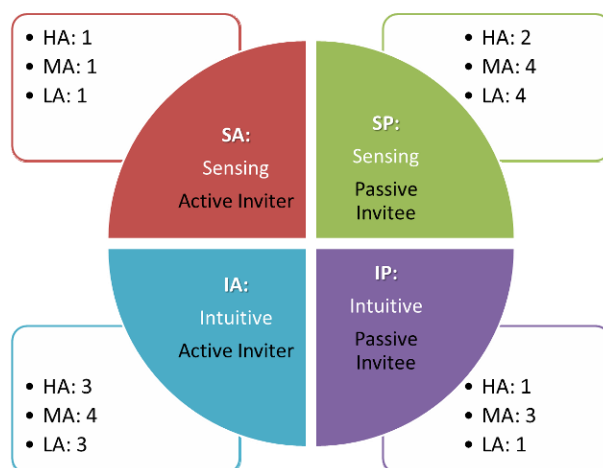 • HA: 1
• MA: 1
• LA: 1
• HA: 2
• MA: 4
• LA: 4
SA:
Sensing
Active Inviter
SP:
Sensing
Passive
Invitee
IA:
Intuitive
Active Inviter
IP:
Intuitive
Passive
Invitee
• HA: 3
• MA: 4
• LA: 3
• HA: 1
• MA: 3
• LA: 1